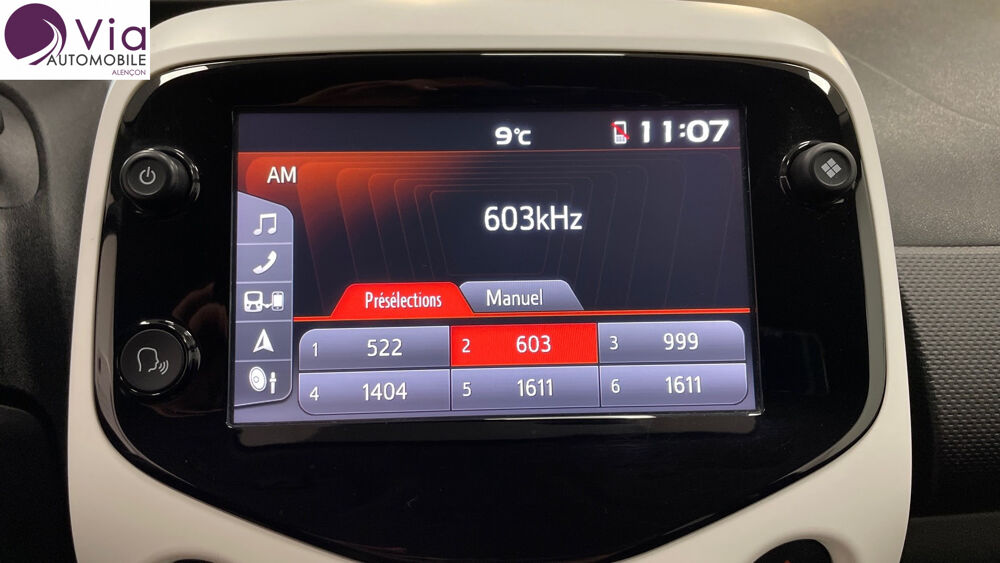 Via
AUTOMOBILE
ALENÇON
9°C
11:07
AM
603kHz
Présélections
Manuel
1 522
2 603
3 999
4 1404
5 1611
6 1611